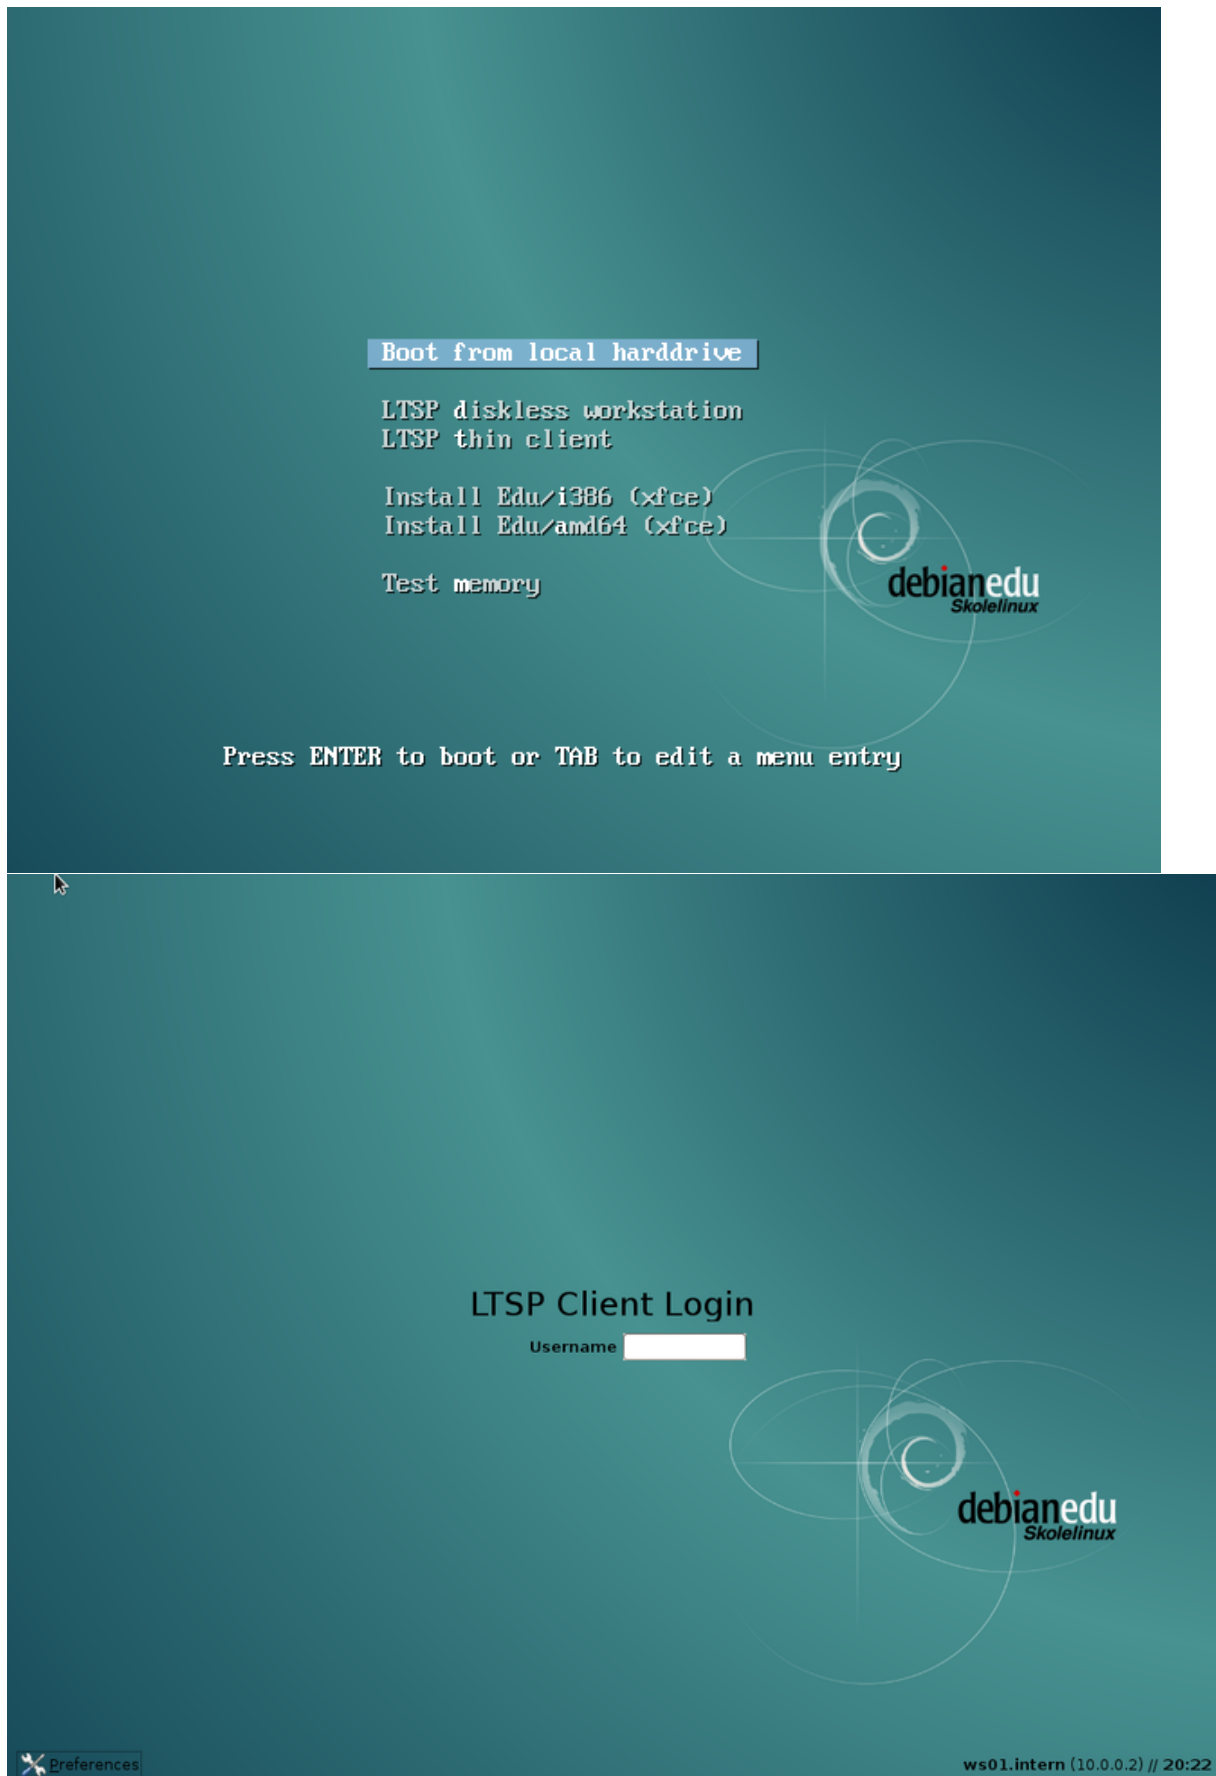 Boot from local harddrive
LTSP diskless workstation
LTSP thin client
Install Edu/i386 (xfce)
Install Edu/amd64 (xfce)
Test memory
debianedu
Skolelinux
Press ENTER to boot or TAB to edit a menu entry
LTSP Client Login
Username
debianedu
Skolelinux
Preferences
ws01.intern (10.0.0.2) // 20:22